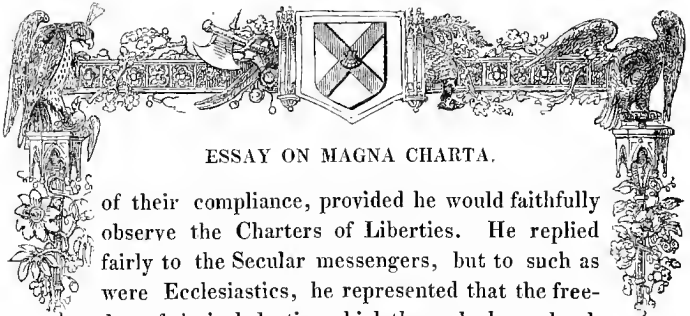 ESSAY ON MAGNA CHARTA.
of their compliance, provided he would faithfully
observe the Charters of Liberties. He replied
fairly to the Secular messengers, but to such as
were Ecclesiastics, he represented that the free-